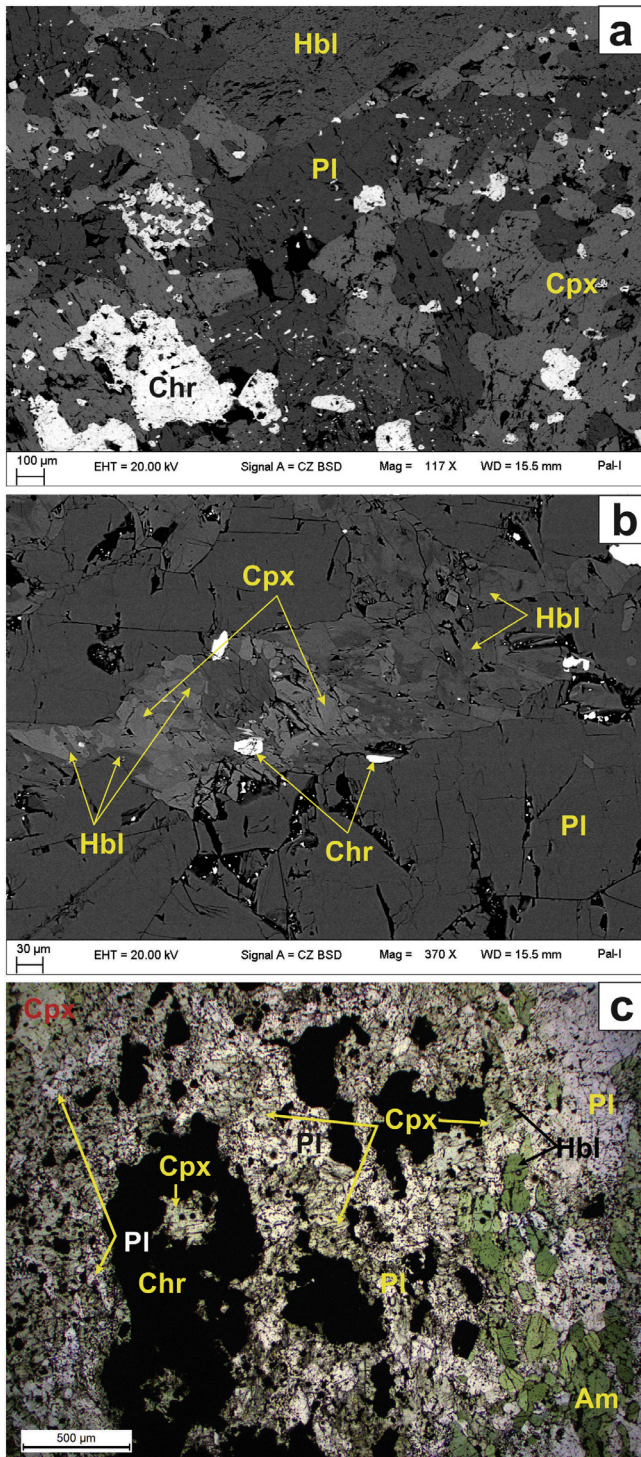 a
Hbl
Pl
Cpx
Chr
100 µm EHT = 20.00 kV Signal A = CZ BSD Mag = 117 X WD = 15.5 mm Pal-I
b
Cpx
Hbl
Hbl
Chr
Pl
30 µm EHT = 20.00 kV Signal A = CZ BSD Mag = 370 X WD = 15.5 mm Pal-I
c
Cpx
Pl
Cpx
Pl
Hbl
Cpx
Pl
Chr
Pl
Am
500 µm